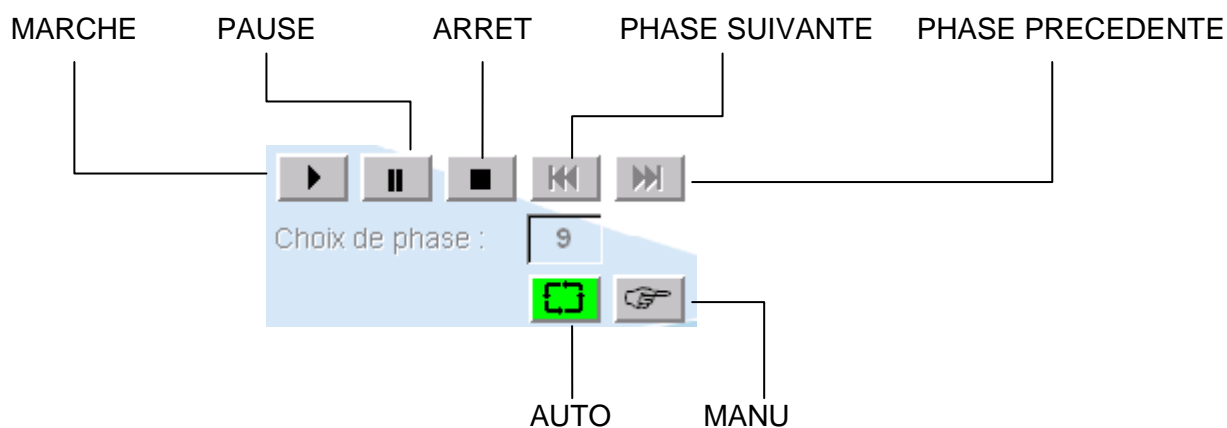 MARCHE PAUSE ARRET PHASE SUIVANTE PHASE PRECEDENTE
Choix de phase : 9
AUTO MANU